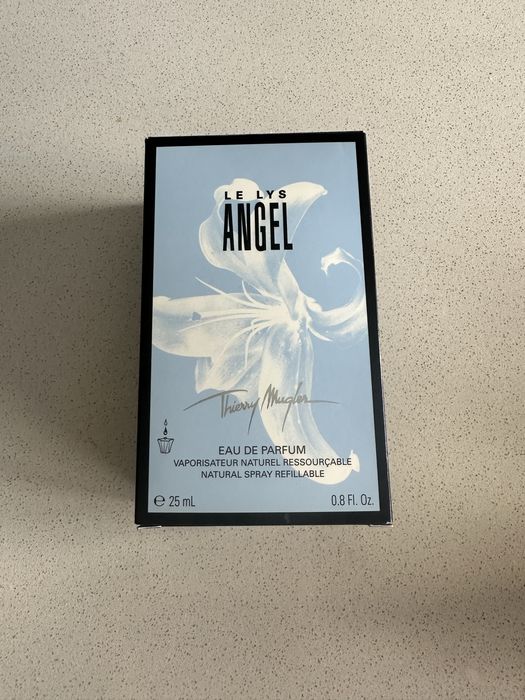 LE LYS
ANGEL
Thierry Mugler
EAU DE PARFUM
VAPORISATEUR NATUREL RESSOURÇABLE
NATURAL SPRAY REFILLABLE
℮ 25 mL 0.8 Fl. Oz.